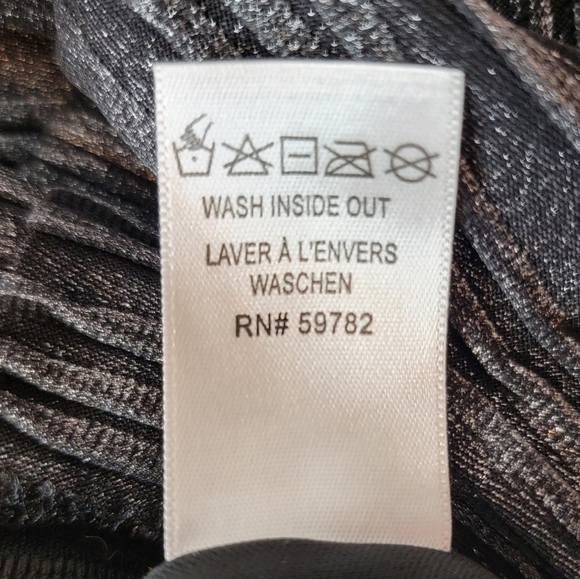 WASH INSIDE OUT
LAVER À L'ENVERS
WASCHEN
RN# 59782